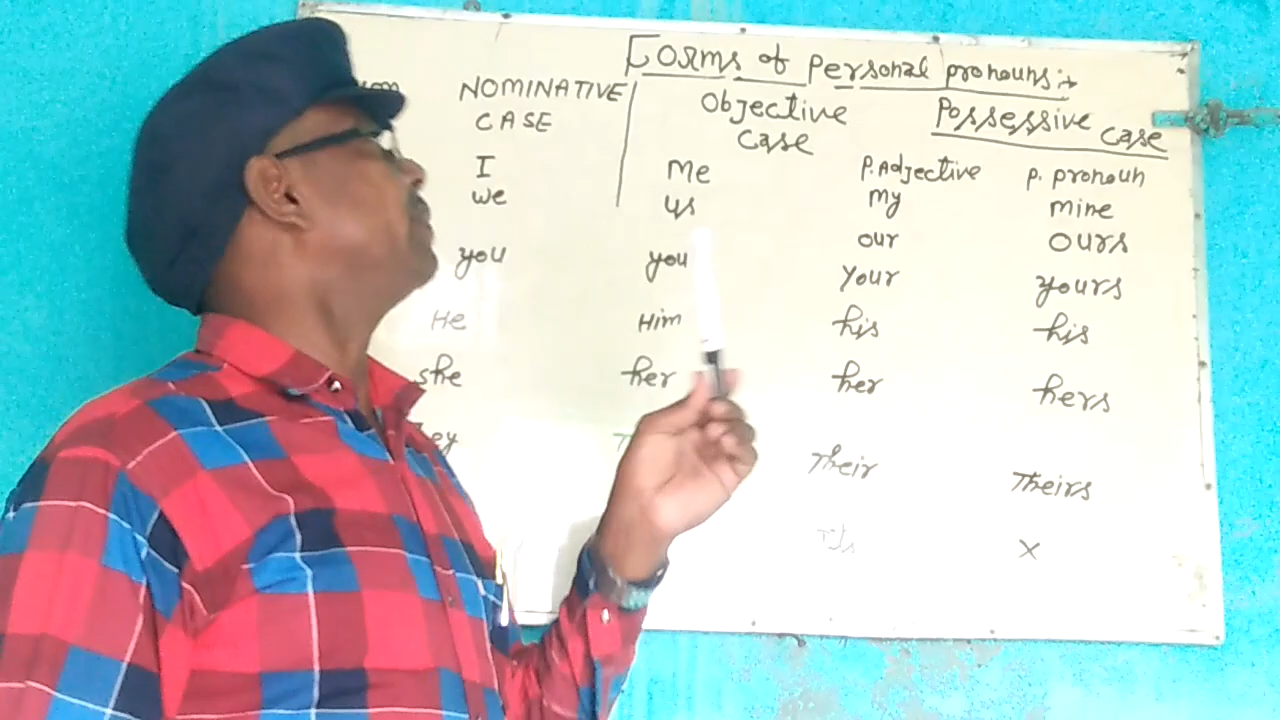 Forms of personal pronouns :-
NOMINATIVE CASE Objective case Possessive case
P. Adjective P. pronoun
I Me my mine
we us our ours
you you your yours
He Him his his
she her her hers
Their Theirs
×